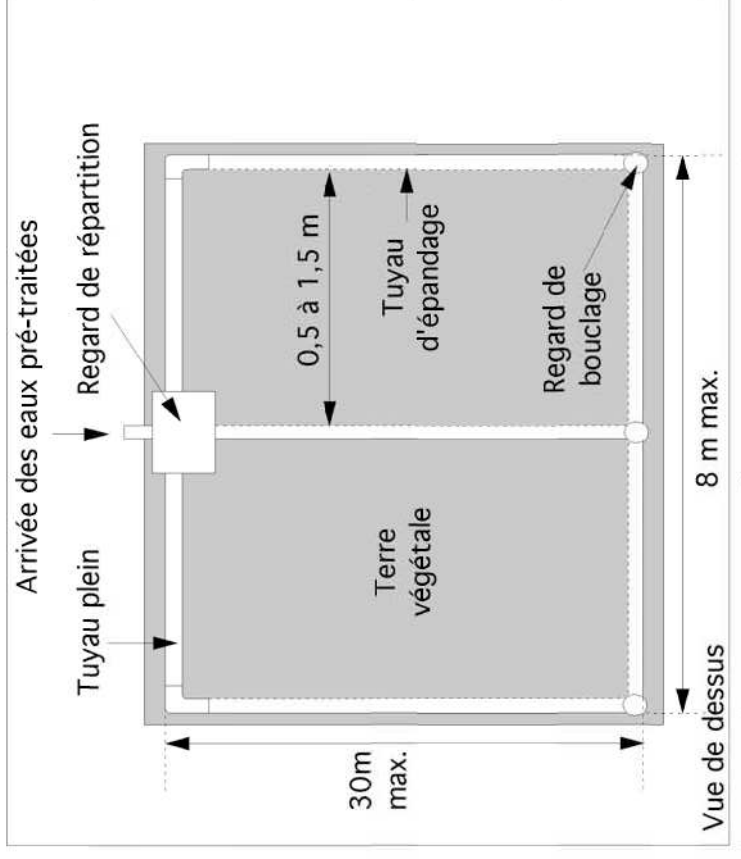 Arrivée des eaux pré-traitées
Tuyau plein
Regard de répartition
0,5 à 1,5 m
Tuyau
d'épandage
Terre
végétale
Regard de
bouclage
30m
max.
8 m max.
Vue de dessus